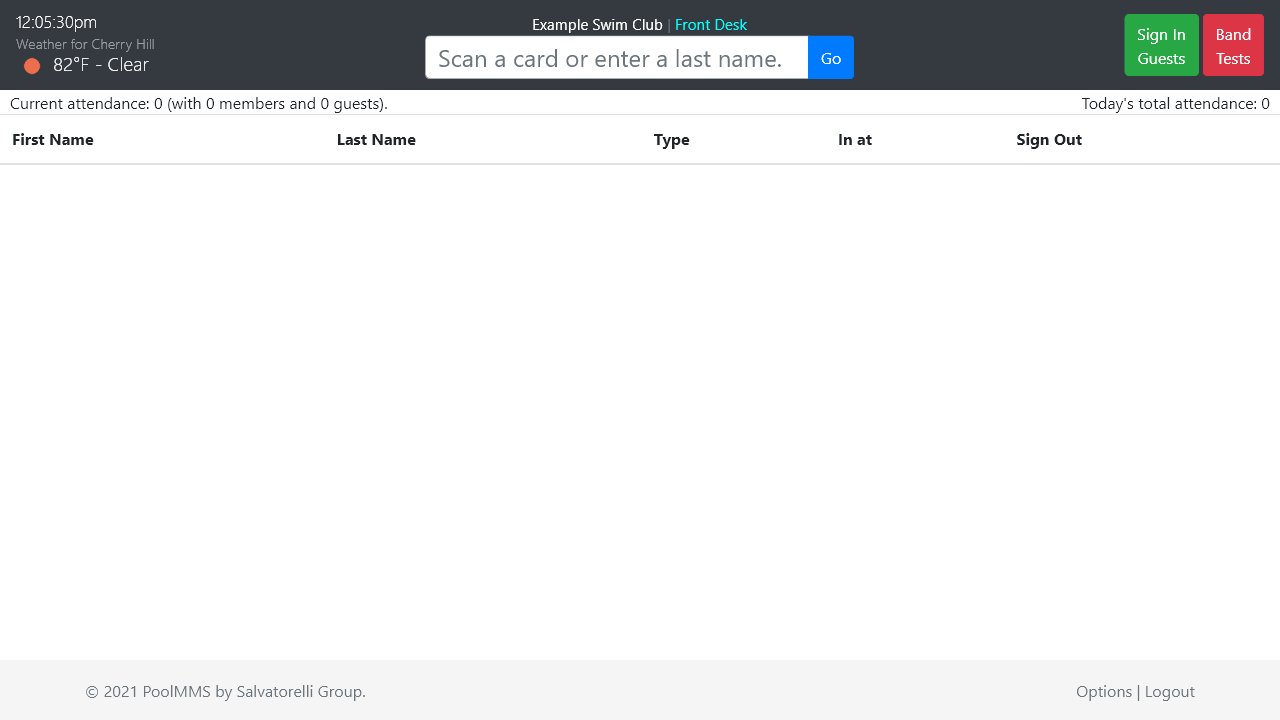 12:05:30pm
Weather for Cherry Hill
82°F - Clear
Example Swim Club | Front Desk
Scan a card or enter a last name.
Go
Sign In
Guests
Band
Tests
Current attendance: 0 (with 0 members and 0 guests).
Today's total attendance: 0
First Name Last Name Type In at Sign Out
© 2021 PoolMMS by Salvatorelli Group.
Options | Logout